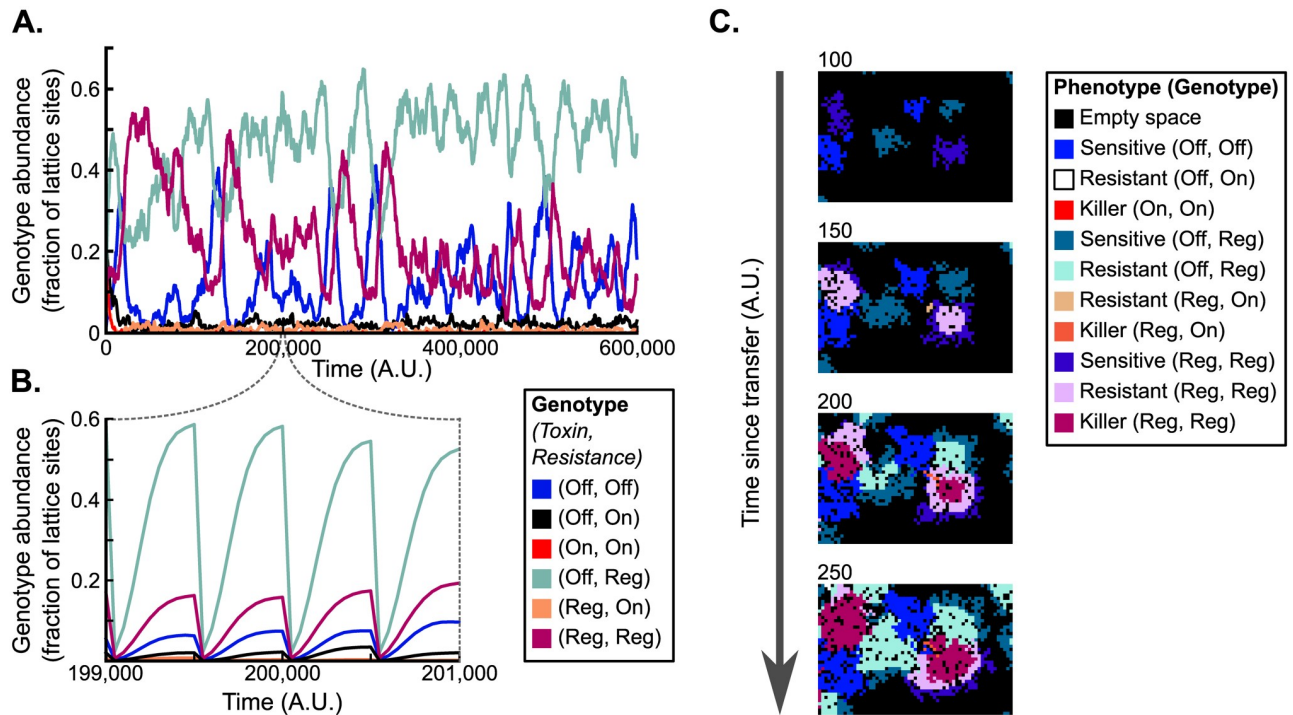 A.
Genotype abundance
(fraction of lattice sites)
0.6
0.4
0.2
0
0
200,000
400,000
600,000
Time (A.U.)
B.
Genotype abundance
(fraction of lattice sites)
0.6
0.4
0.2
199,000
200,000
201,000
Time (A.U.)
Genotype
(Toxin,
Resistance)
(Off, Off)
(Off, On)
(On, On)
(Off, Reg)
(Reg, On)
(Reg, Reg)
C.
Time since transfer (A.U.)
100
150
200
250
Phenotype (Genotype)
Empty space
Sensitive (Off, Off)
Resistant (Off, On)
Killer (On, On)
Sensitive (Off, Reg)
Resistant (Off, Reg)
Resistant (Reg, On)
Killer (Reg, On)
Sensitive (Reg, Reg)
Resistant (Reg, Reg)
Killer (Reg, Reg)